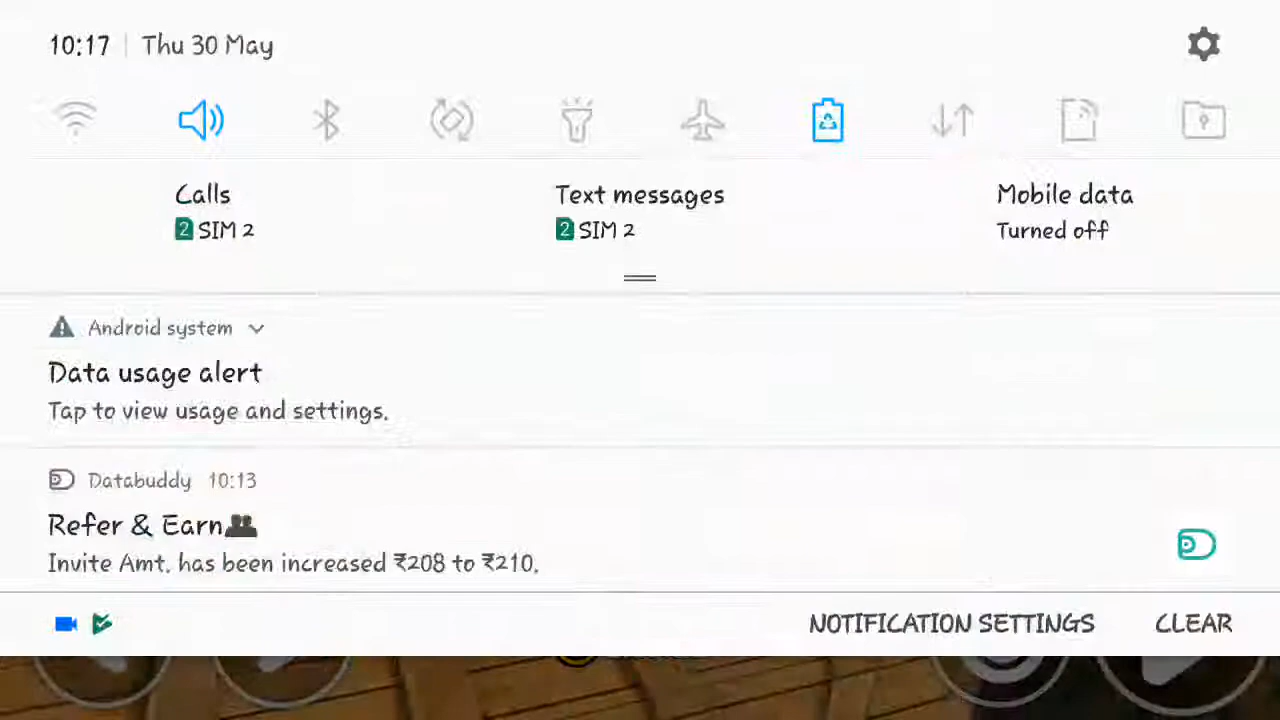 10:17 Thu 30 May
Calls
2 SIM 2
Text messages
2 SIM 2
Mobile data
Turned off
Android system
Data usage alert
Tap to view usage and settings.
Databuddy 10:13
Refer & Earn👥
Invite Amt. has been increased ₹208 to ₹210.
NOTIFICATION SETTINGS CLEAR